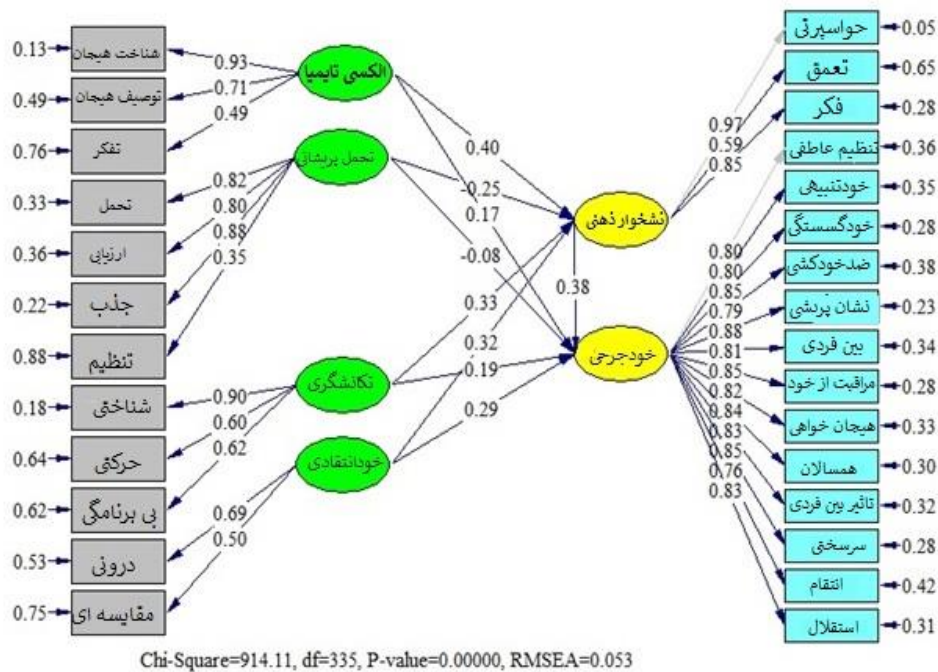 0.13
شناخت هیجان
0.49
توصیف هیجان
0.76
تفکر
0.33
تحمل
0.36
ارزیابی
0.22
جذب
0.88
تنظیم
0.18
شناختی
0.64
حرکتی
0.62
بی برنامگی
0.53
درونی
0.75
مقایسه ای
0.93
0.71
0.49
0.82
0.80
0.88
0.35
0.90
0.60
0.62
0.69
0.50
الکسی تایمیا
تحمل پریشانی
تکانشگری
خودانتقادی
0.40
-0.25
0.17
-0.08
0.33
0.38
0.32
0.19
0.29
نشخوار ذهنی
خودجرحی
0.97
0.59
0.85
0.80
0.80
0.85
0.79
0.88
0.81
0.85
0.82
0.84
0.83
0.85
0.76
0.83
حواسپرتی
0.05
تعمق
0.65
فکر
0.28
تنظیم عاطفی
0.36
خودتنبیهی
0.35
خودگسستگی
0.28
ضدخودکشی
0.38
نشان پریشی
0.23
بین فردی
0.34
مراقبت از خود
0.28
هیجان خواهی
0.33
همسالان
0.30
تاثیر بین فردی
0.32
سرسختی
0.28
انتقام
0.42
استقلال
0.31
Chi-Square=914.11, df=335, P-value=0.00000, RMSEA=0.053